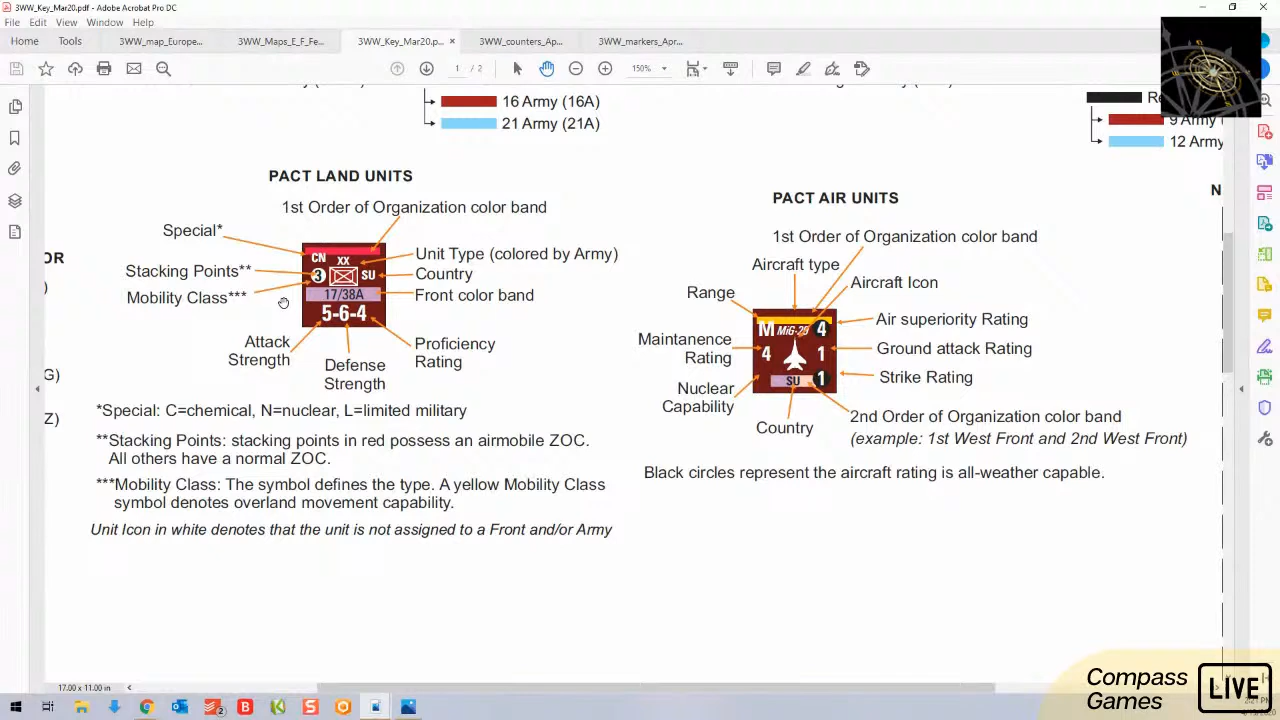 3WW_Key_Mar20.pdf - Adobe Acrobat Pro DC
File Edit View Window Help
Home Tools 3WW_map_Europe... 3WW_Maps_E_F_Fe... 3WW_Key_Mar20.p... × 3WW_counters_Ap... 3WW_markers_Apr...
1 / 2 150%
16 Army (16A)
21 Army (21A)
9 Army
12 Army
PACT LAND UNITS
1st Order of Organization color band
Special*
Unit Type (colored by Army)
Stacking Points**
Country
Mobility Class***
Front color band
CN XX
3 SU
17/38A
5-6-4
Attack
Strength
Defense
Strength
Proficiency
Rating
*Special: C=chemical, N=nuclear, L=limited military
**Stacking Points: stacking points in red possess an airmobile ZOC.
All others have a normal ZOC.
***Mobility Class: The symbol defines the type. A yellow Mobility Class
symbol denotes overland movement capability.
Unit Icon in white denotes that the unit is not assigned to a Front and/or Army
PACT AIR UNITS
1st Order of Organization color band
Aircraft type
Range
Aircraft Icon
Air superiority Rating
Maintanence
Rating
Ground attack Rating
Strike Rating
Nuclear
Capability
M 4
4 1
SU 1
Country
2nd Order of Organization color band
(example: 1st West Front and 2nd West Front)
Black circles represent the aircraft rating is all-weather capable.
OR
)
G)
Z)
N
17.00 x 11.00 in
Compass
Games
LIVE